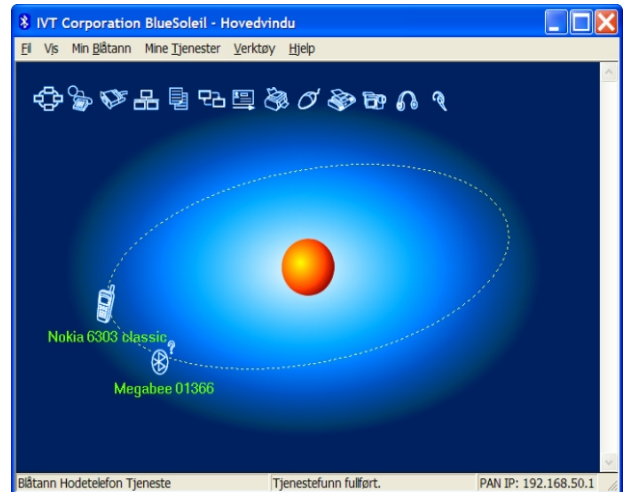 IVT Corporation BlueSoleil - Hovedvindu
Fil Vis Min Blåtann Mine Tjenester Verktøy Hjelp
Nokia 6303 classic
Megabee 01366
Blåtann Hodetelefon Tjeneste Tjenestefunn fullført. PAN IP: 192.168.50.1